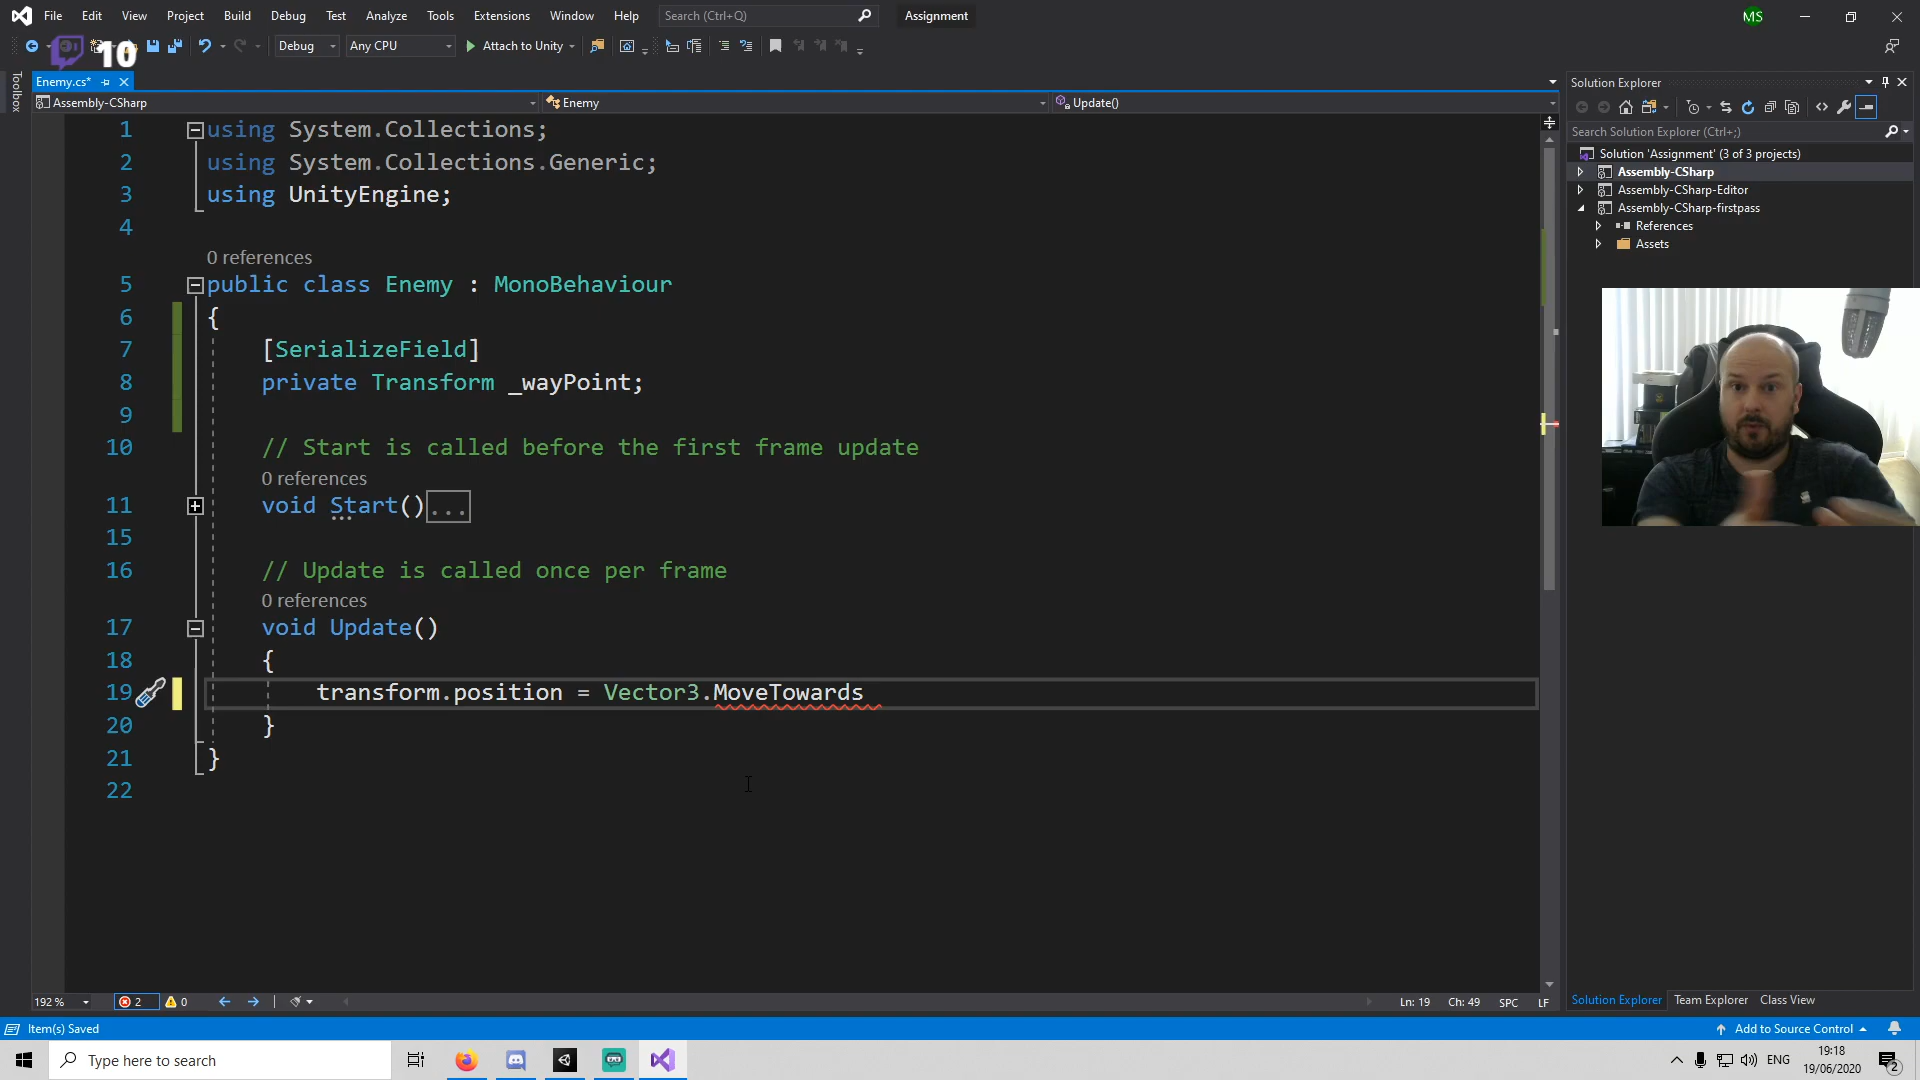 File Edit View Project Build Debug Test Analyze Tools Extensions Window Help Search (Ctrl+Q) Assignment MS
10 Debug Any CPU Attach to Unity
Toolbox
Enemy.cs*
Assembly-CSharp Enemy Update()
1 using System.Collections;
2 using System.Collections.Generic;
3 using UnityEngine;
4
0 references
5 public class Enemy : MonoBehaviour
6 {
7 [SerializeField]
8 private Transform _wayPoint;
9
10 // Start is called before the first frame update
0 references
11 void Start()...
15
16 // Update is called once per frame
0 references
17 void Update()
18 {
19 transform.position = Vector3.MoveTowards
20 }
21 }
22
192 % 2 0 Ln: 19 Ch: 49 SPC LF
Solution Explorer
Search Solution Explorer (Ctrl+;)
Solution 'Assignment' (3 of 3 projects)
Assembly-CSharp
Assembly-CSharp-Editor
Assembly-CSharp-firstpass
References
Assets
Solution Explorer Team Explorer Class View
Item(s) Saved Add to Source Control
Type here to search ENG 19:18
19/06/2020 2